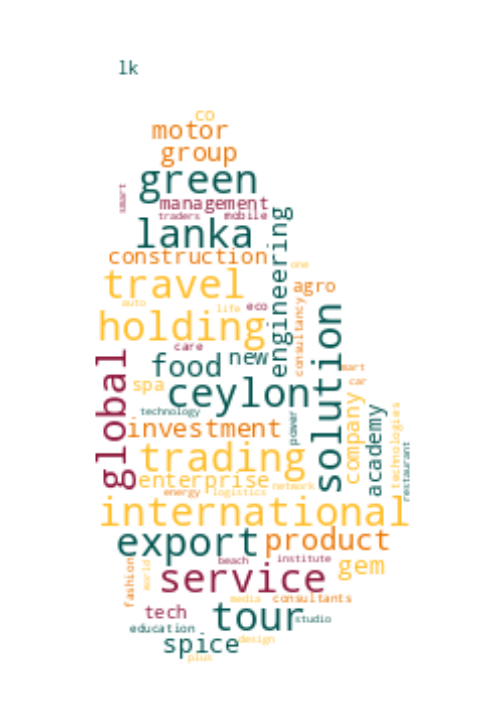 lk
co
motor
group
green
smart
management
traders mobile
lanka
engineering
construction
one
travel
agro
auto
life eco
holding
consultancy
solution
care
new
food
global
mart
spa
car
ceylon
company
technology
power
academy
technologies
restaurant
investment
trading
enterprise
network
energy logistics
international
export
product
beach institute
gem
fashion
world
service
media consultants
tech
tour
studio
education
design
spice
plus